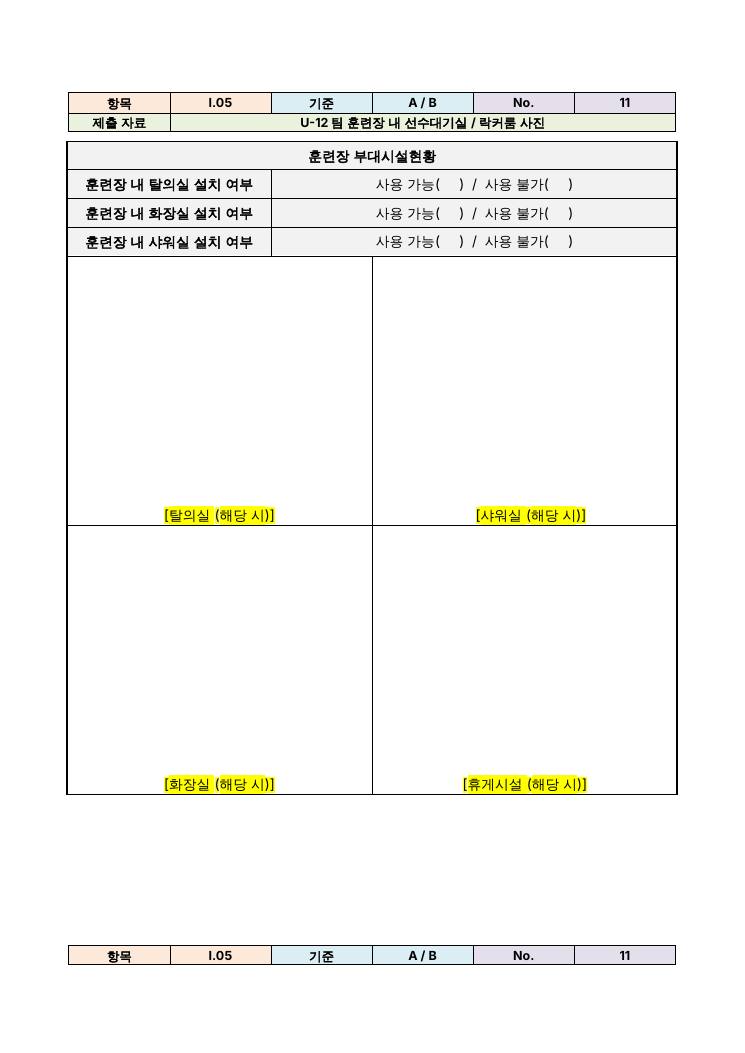 항목 I.05 기준 A / B No. 11
제출 자료 U-12 팀 훈련장 내 선수대기실 / 락커룸 사진
훈련장 부대시설현황
훈련장 내 탈의실 설치 여부 사용 가능( ) / 사용 불가( )
훈련장 내 화장실 설치 여부 사용 가능( ) / 사용 불가( )
훈련장 내 샤워실 설치 여부 사용 가능( ) / 사용 불가( )
[탈의실 (해당 시)] [샤워실 (해당 시)]
[화장실 (해당 시)] [휴게시설 (해당 시)]
항목 I.05 기준 A / B No. 11